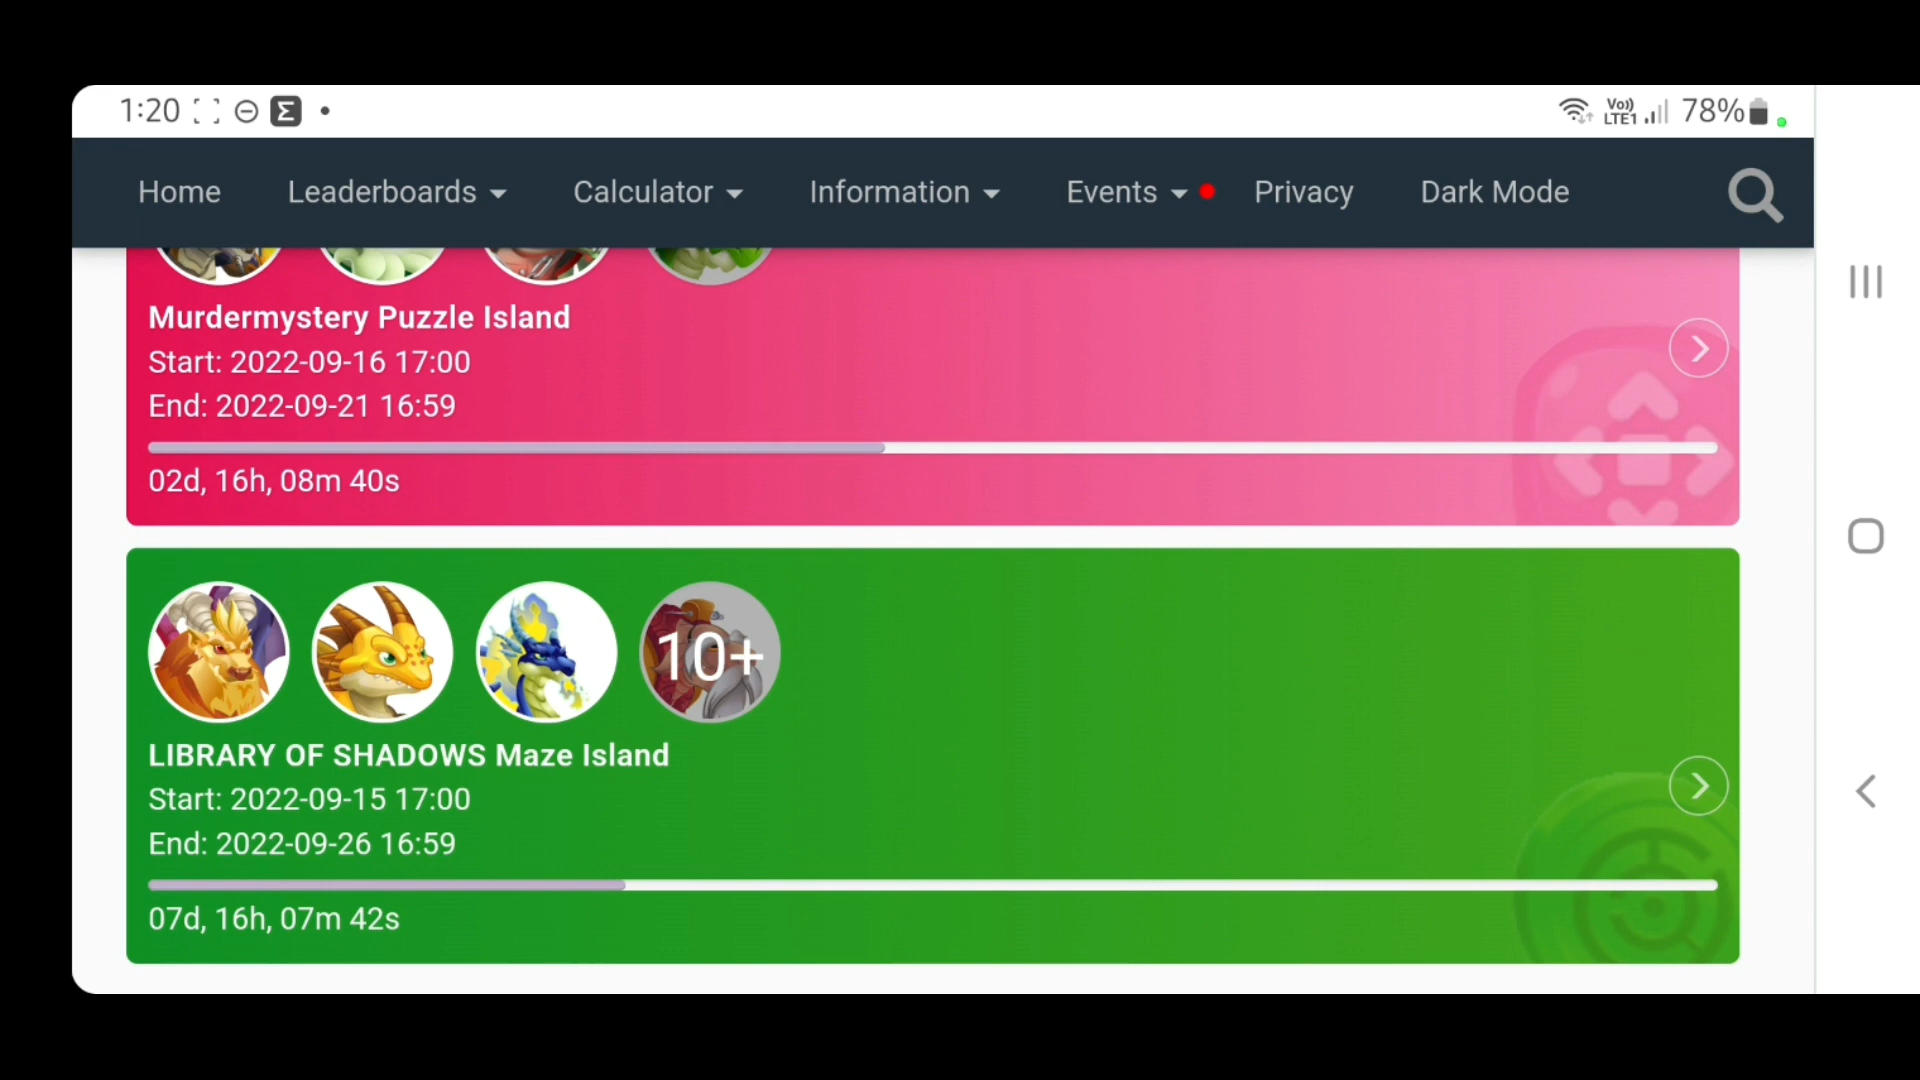 1:20
Vo))
LTE1
78%
Home
Leaderboards
Calculator
Information
Events
Privacy
Dark Mode
Murdermystery Puzzle Island
Start: 2022-09-16 17:00
End: 2022-09-21 16:59
02d, 16h, 08m 40s
10+
LIBRARY OF SHADOWS Maze Island
Start: 2022-09-15 17:00
End: 2022-09-26 16:59
07d, 16h, 07m 42s